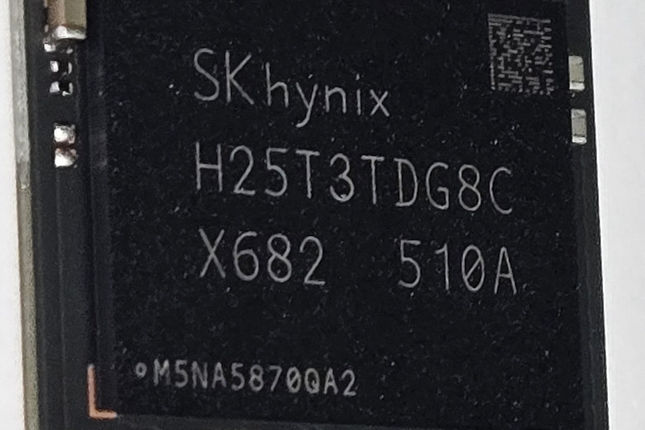 SK hynix
H25T3TDG8C
X682 510A
M5NA5870QA2